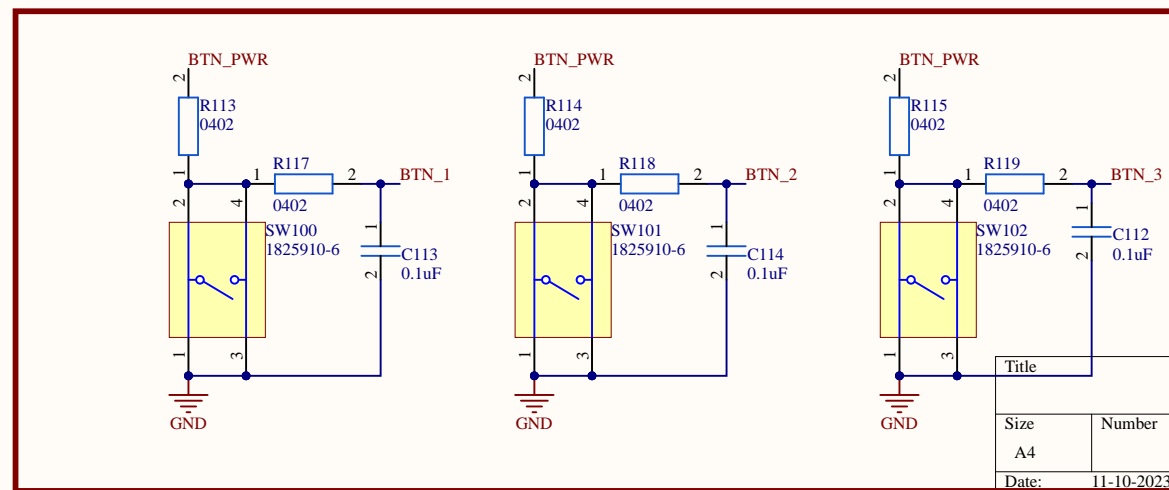 BTN_PWR
2
R113
0402
1
R117
1
2
BTN_1
0402
2
4
SW100
1825910-6
1
C113
0.1uF
2
1
3
GND
BTN_PWR
2
R114
0402
1
R118
1
2
BTN_2
0402
2
4
SW101
1825910-6
1
C114
0.1uF
2
1
3
GND
BTN_PWR
2
R115
0402
1
R119
1
2
BTN_3
0402
2
4
SW102
1825910-6
1
C112
0.1uF
2
1
3
GND
Title
Size
Number
A4
Date:
11-10-2023